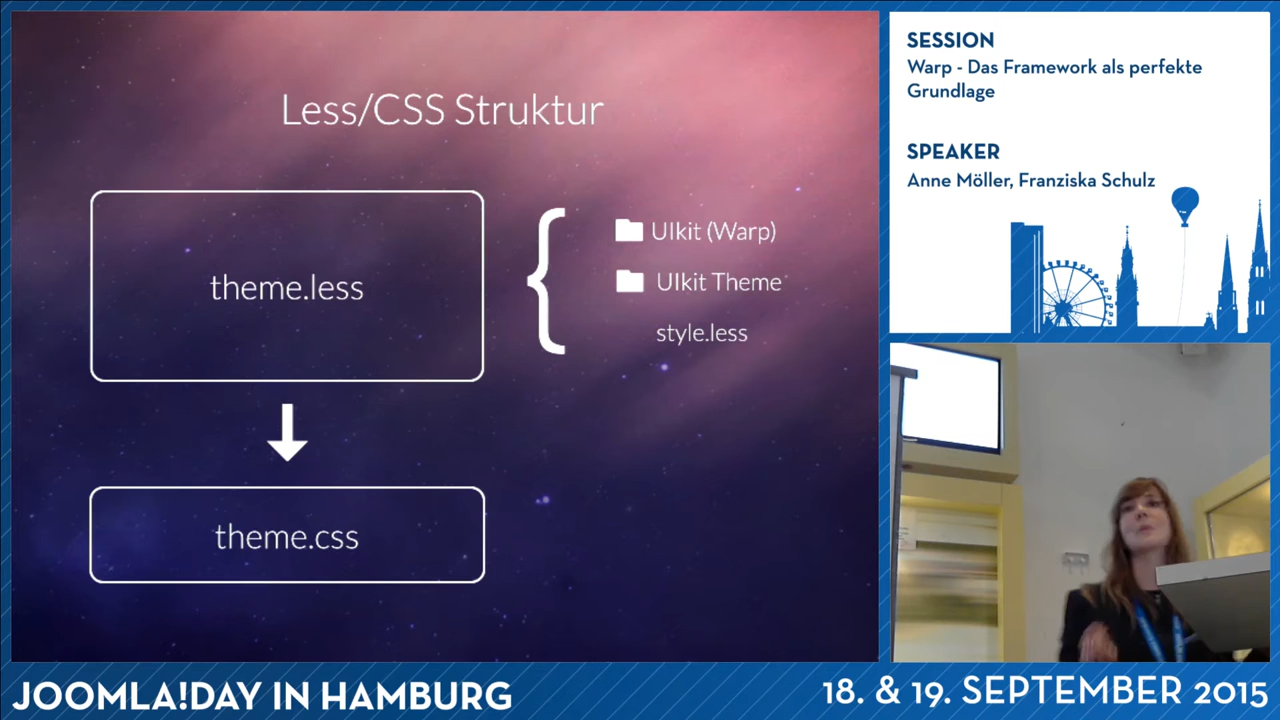 Less/CSS Struktur
theme.less
UIkit (Warp)
UIkit Theme
style.less
theme.css
SESSION
Warp - Das Framework als perfekte
Grundlage
SPEAKER
Anne Möller, Franziska Schulz
JOOMLA!DAY IN HAMBURG
18. & 19. SEPTEMBER 2015